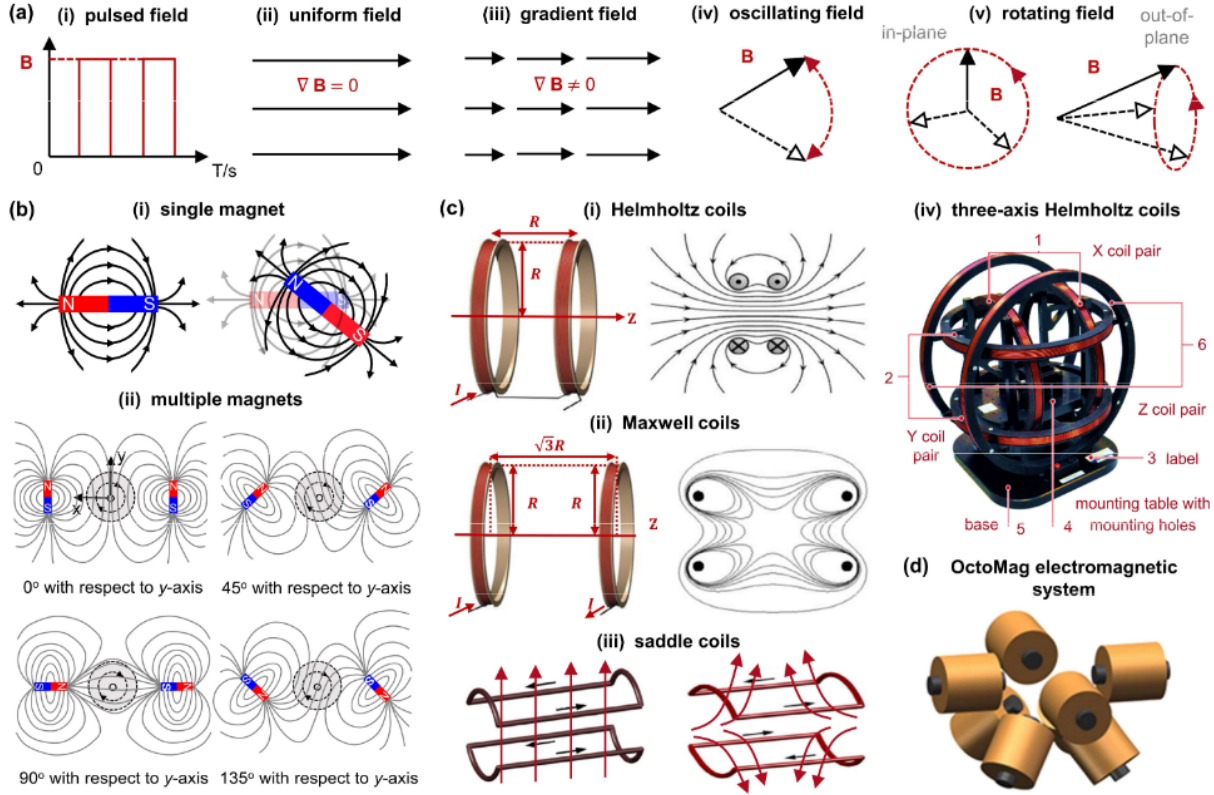 (a) (i) pulsed field
(ii) uniform field
(iii) gradient field
(iv) oscillating field
(v) rotating field
B
0
T/s
∇ B = 0
∇ B ≠ 0
B
in-plane
B
out-of-
plane
B
(b) (i) single magnet
N S
N S
N S
(ii) multiple magnets
y
x
N
S
N
S
N
S
N
S
0º with respect to y-axis
45º with respect to y-axis
S N
S N
S
N
S
N
90º with respect to y-axis
135º with respect to y-axis
(c) (i) Helmholtz coils
R
R
Z
I
(ii) Maxwell coils
√3R
R
R
Z
I
I
(iii) saddle coils
(iv) three-axis Helmholtz coils
1
X coil pair
2
6
Z coil pair
Y coil
pair
3 label
mounting table with
mounting holes
base
5
4
(d) OctoMag electromagnetic
system